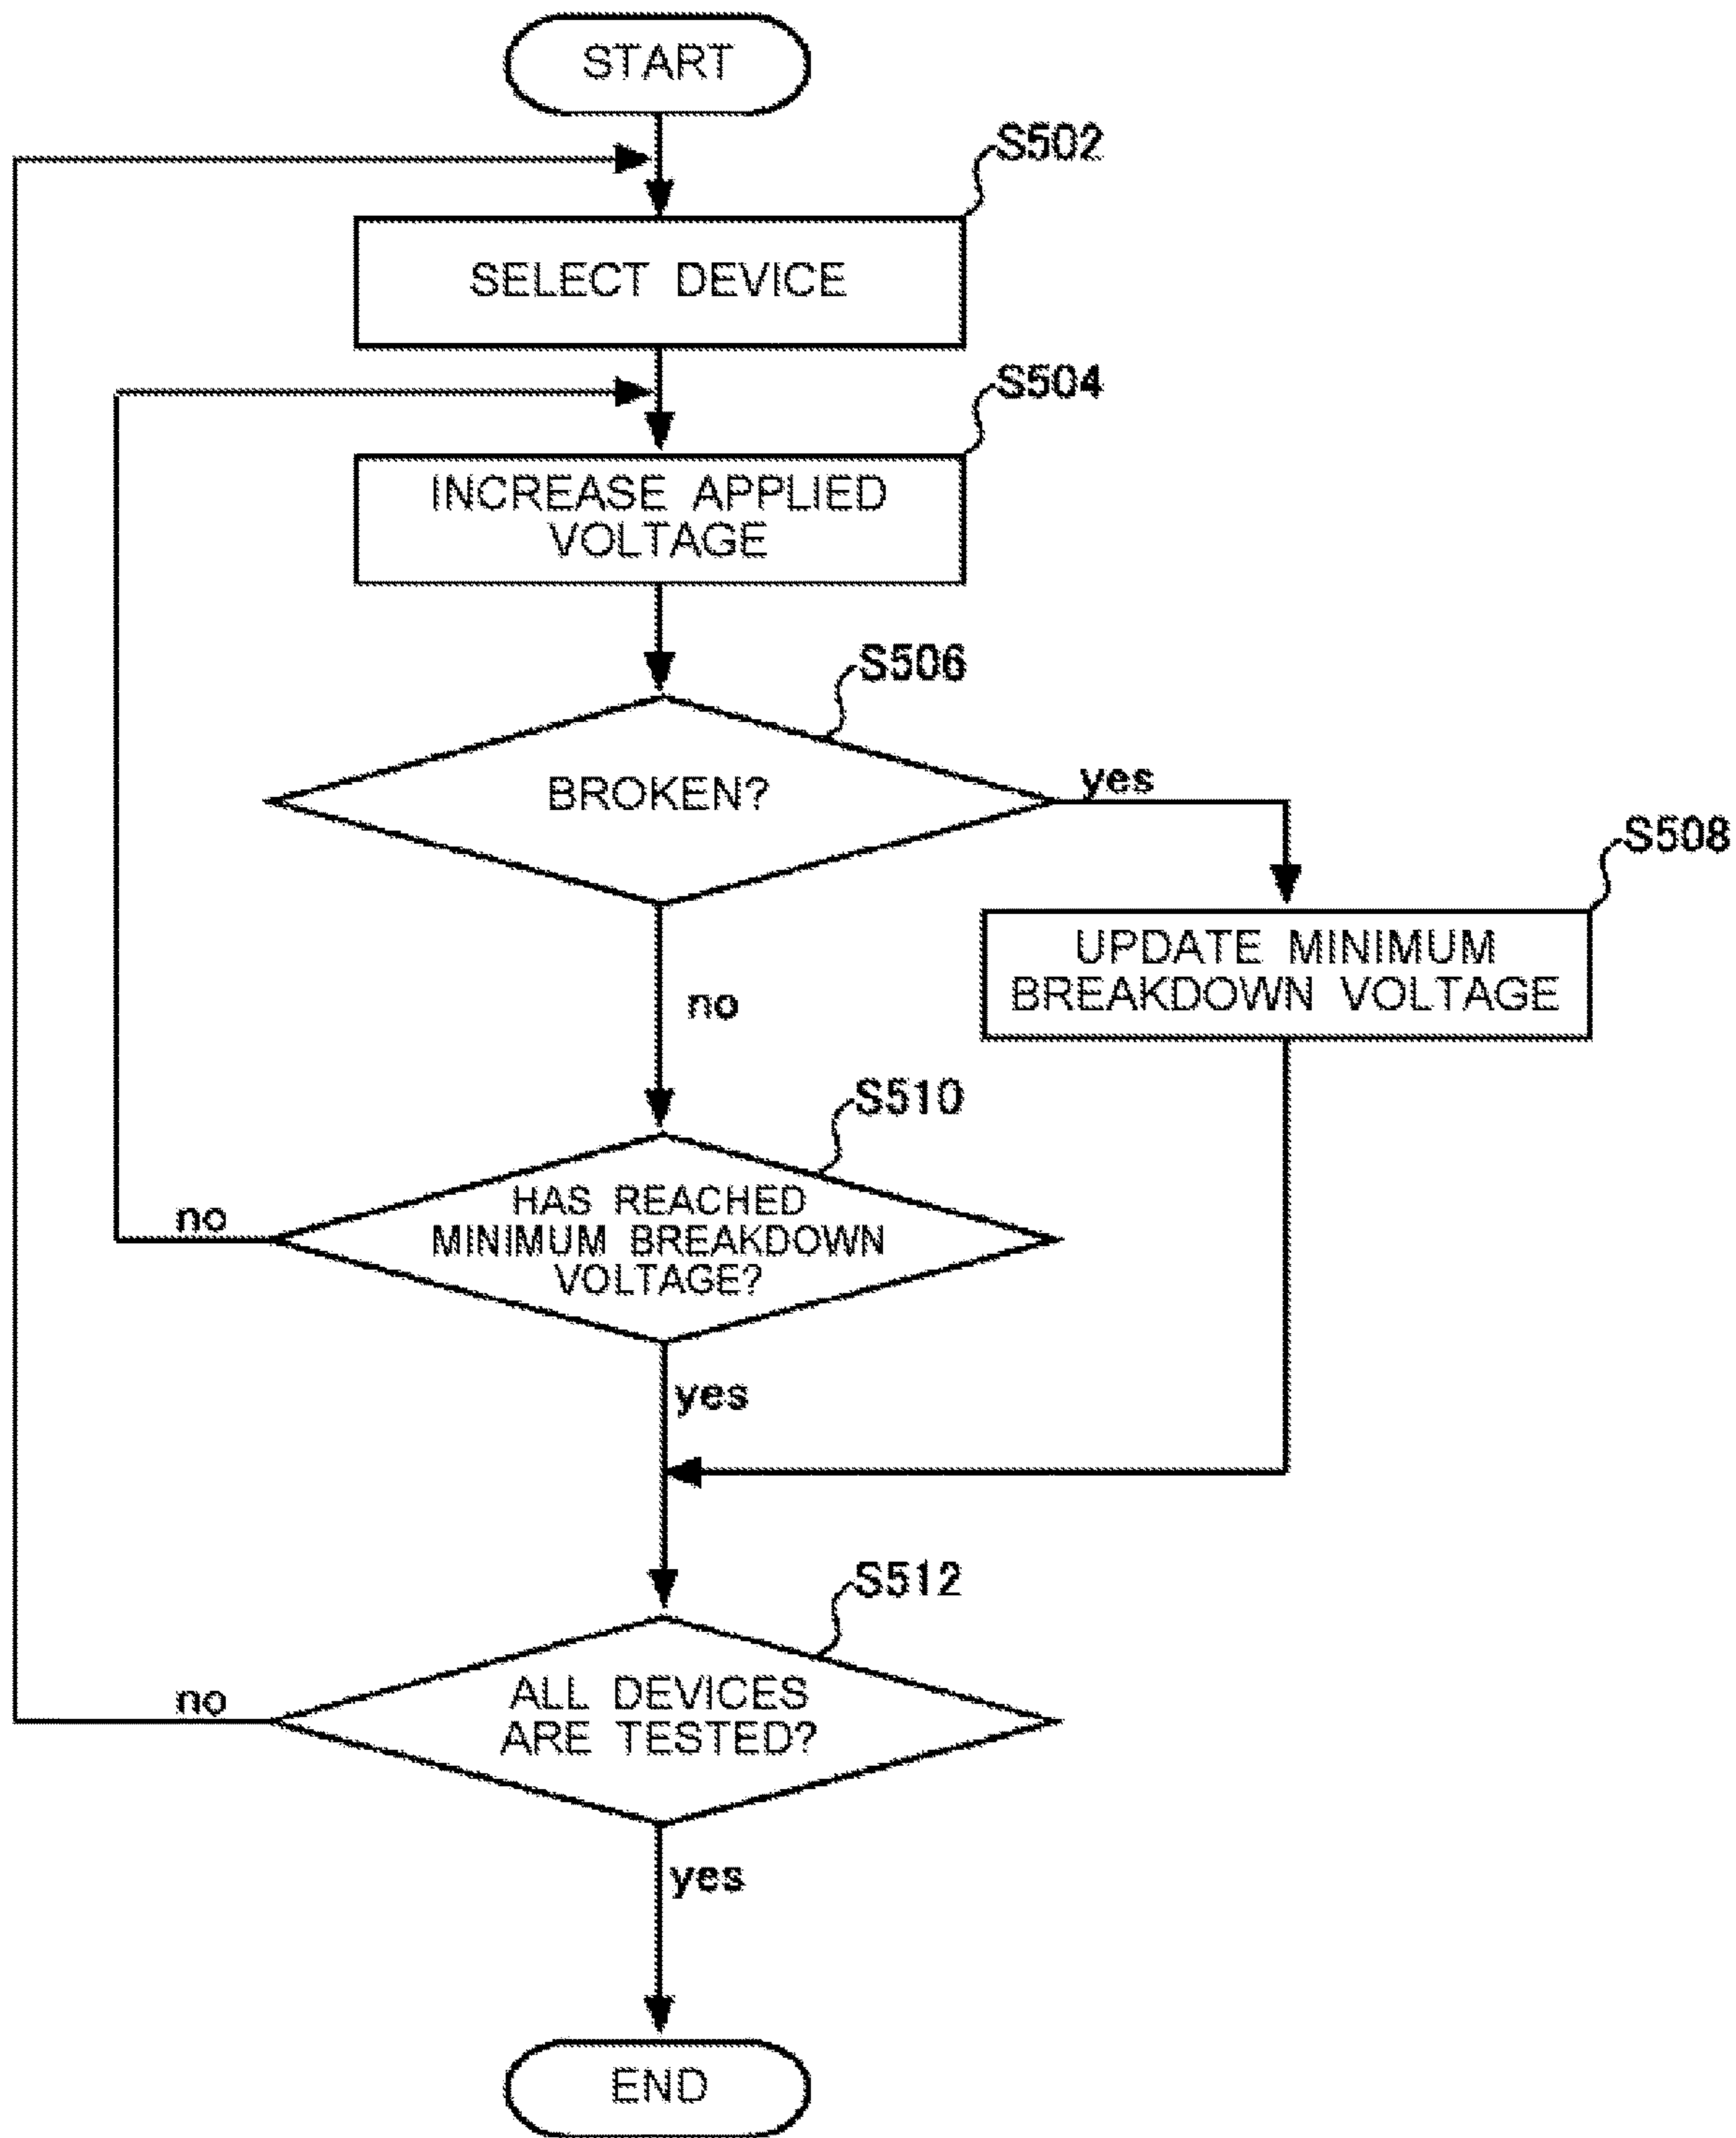 START
S502
SELECT DEVICE
S504
INCREASE APPLIED
VOLTAGE
S506
BROKEN?
yes
S508
UPDATE MINIMUM
BREAKDOWN VOLTAGE
no
S510
HAS REACHED
MINIMUM BREAKDOWN
VOLTAGE?
no
yes
S512
ALL DEVICES
ARE TESTED?
no
yes
END